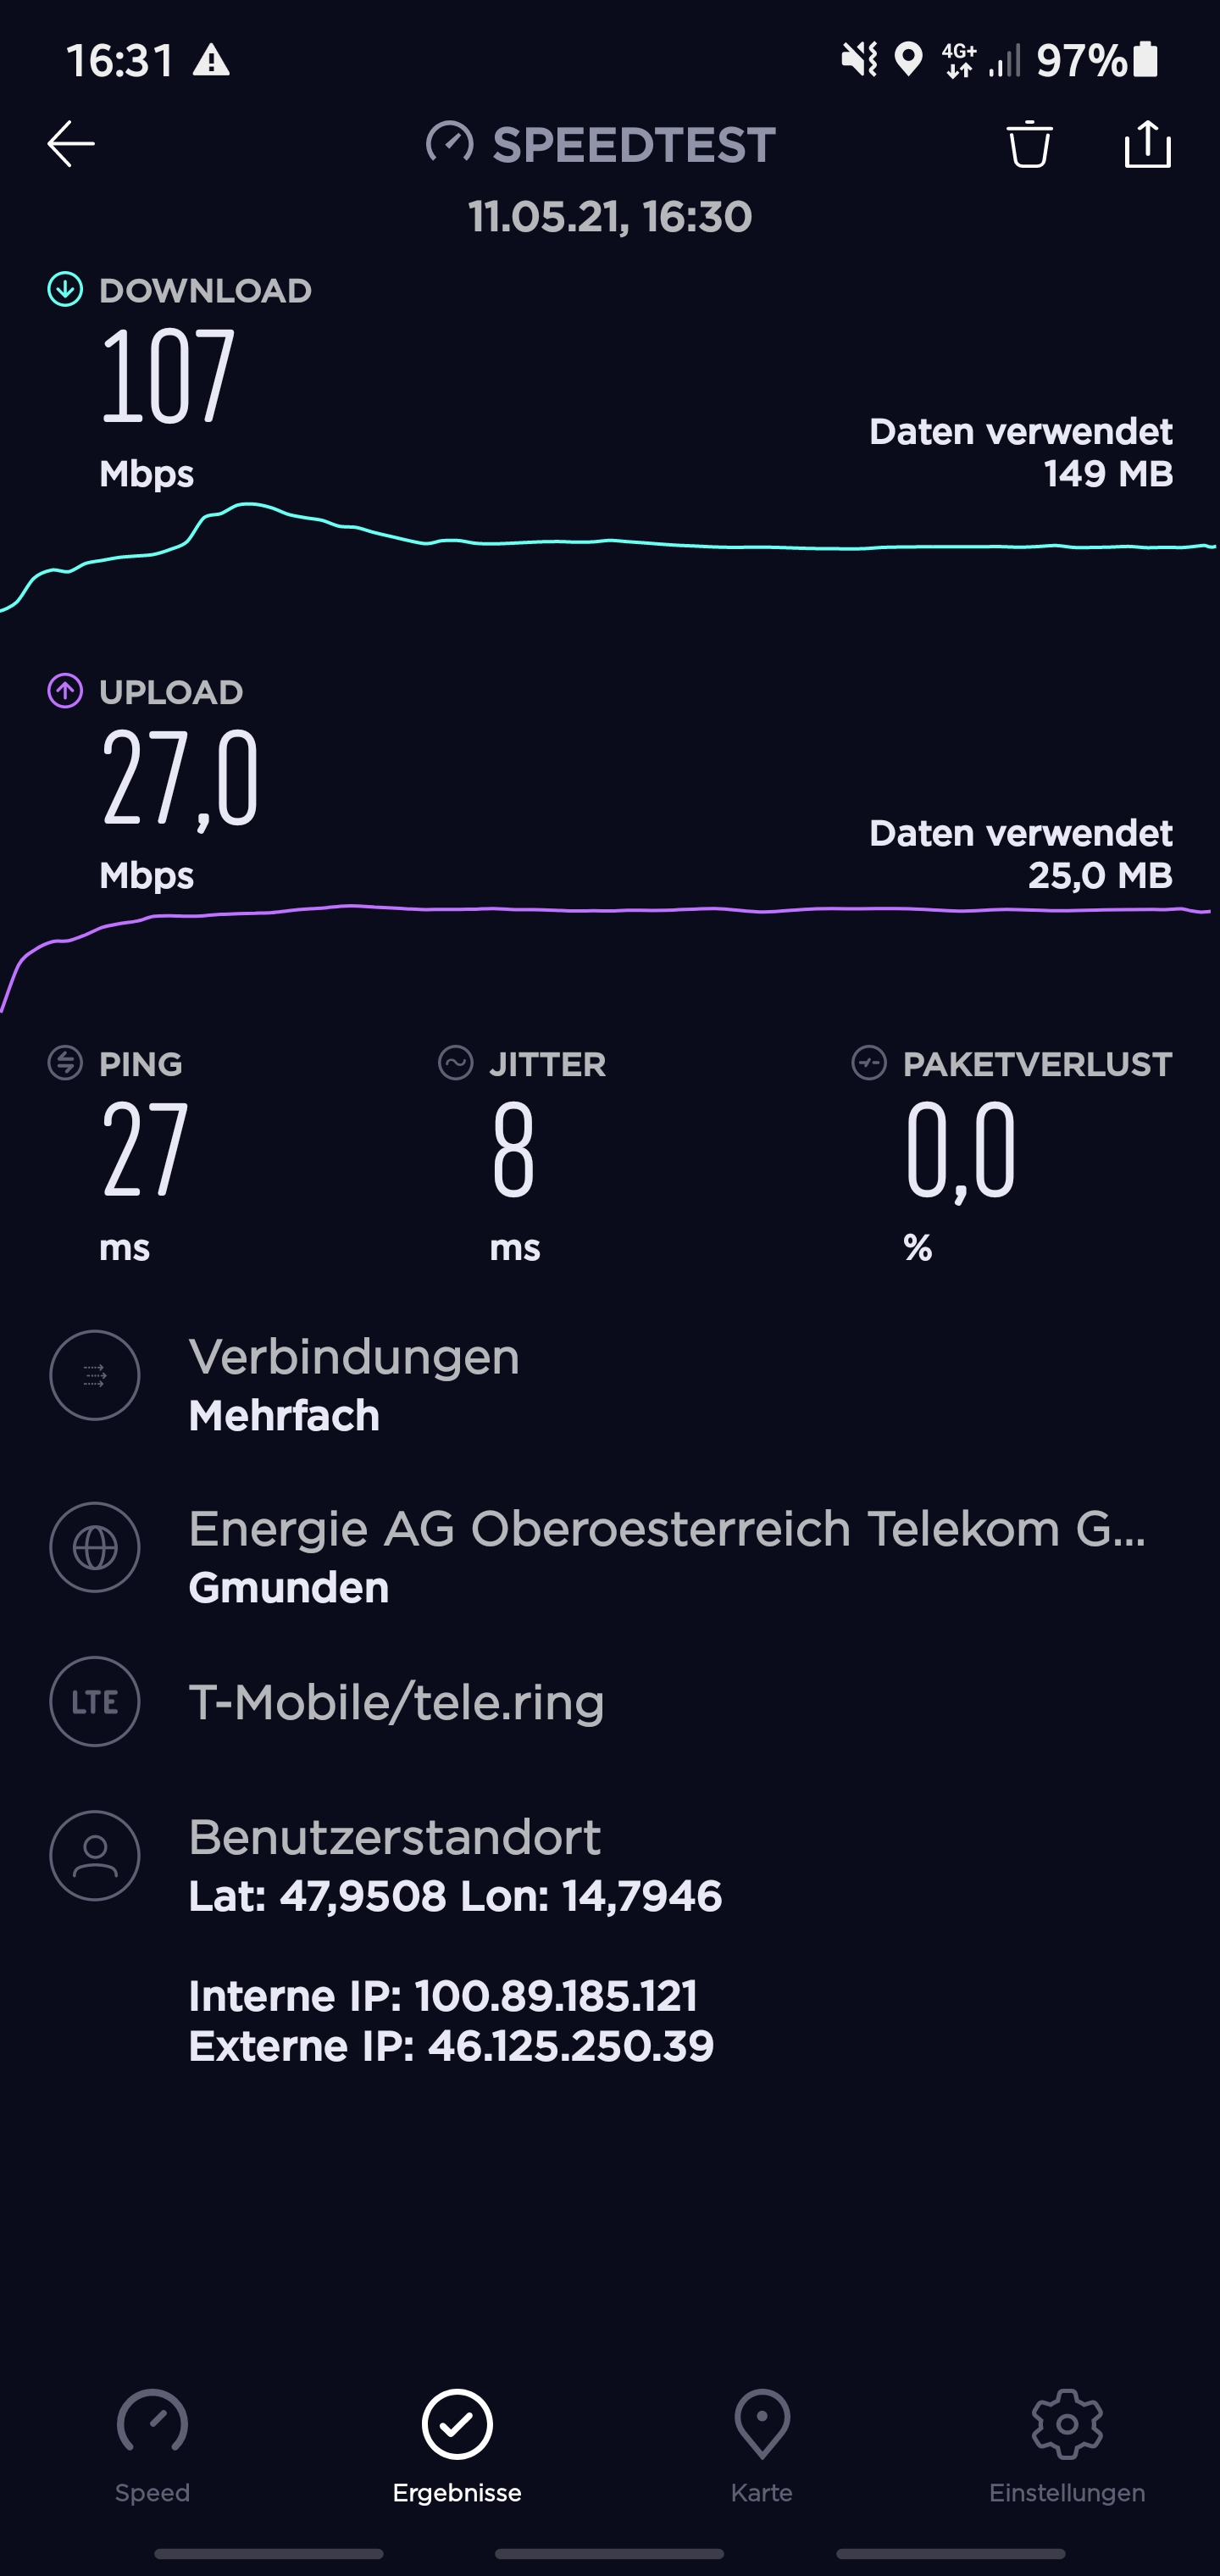 16:31
4G+ 97%
SPEEDTEST
11.05.21, 16:30
DOWNLOAD
107
Mbps
Daten verwendet
149 MB
UPLOAD
27,0
Mbps
Daten verwendet
25,0 MB
PING JITTER PAKETVERLUST
27 8 0,0
ms ms %
Verbindungen
Mehrfach
Energie AG Oberoesterreich Telekom G...
Gmunden
LTE T-Mobile/tele.ring
Benutzerstandort
Lat: 47,9508 Lon: 14,7946
Interne IP: 100.89.185.121
Externe IP: 46.125.250.39
Speed Ergebnisse Karte Einstellungen